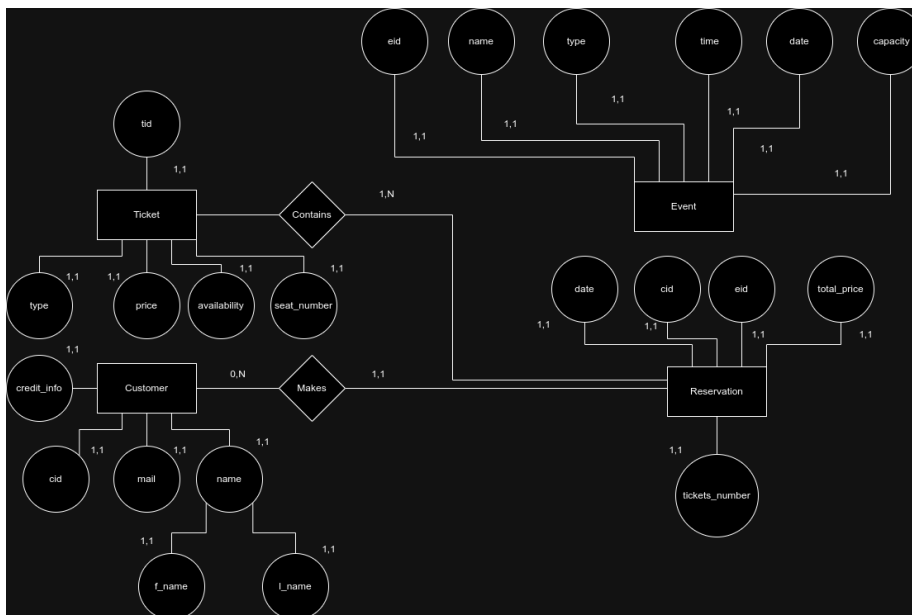 eid
name
type
time
date
capacity
1,1
1,1
1,1
1,1
1,1
1,1
tid
1,1
Ticket
Contains
1,N
Event
1,1
1,1
1,1
1,1
type
price
availability
seat_number
date
cid
eid
total_price
1,1
1,1
1,1
1,1
1,1
credit_info
Customer
0,N
Makes
1,1
Reservation
1,1
1,1
1,1
1,1
cid
mail
name
tickets_number
1,1
1,1
f_name
l_name